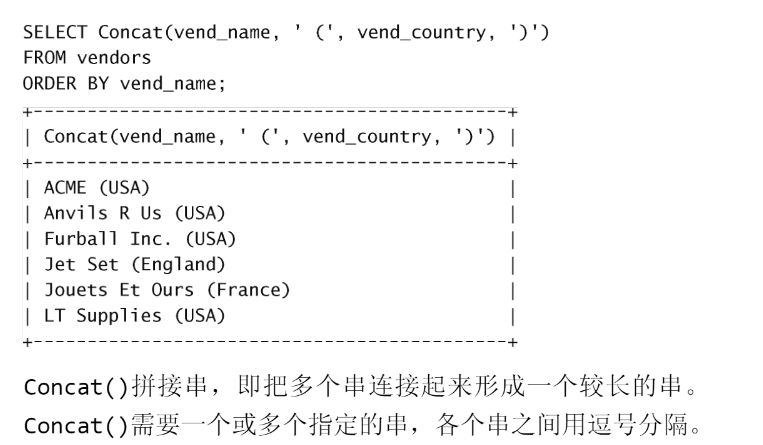 SELECT Concat(vend_name, ' (', vend_country, ')')
FROM vendors
ORDER BY vend_name;
+---------------------------------------------+
| Concat(vend_name, ' (', vend_country, ')') |
+---------------------------------------------+
| ACME (USA) |
| Anvils R Us (USA) |
| Furball Inc. (USA) |
| Jet Set (England) |
| Jouets Et Ours (France) |
| LT Supplies (USA) |
+---------------------------------------------+
Concat()拼接串，即把多个串连接起来形成一个较长的串。
Concat()需要一个或多个指定的串，各个串之间用逗号分隔。